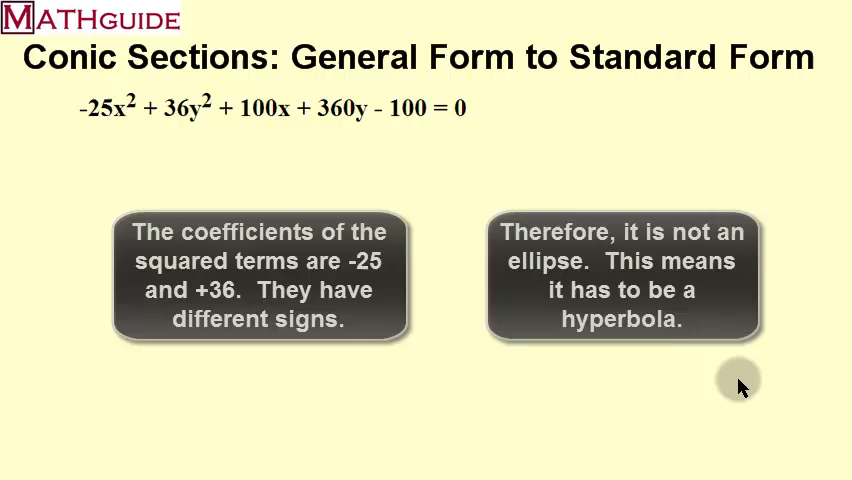 MATHGUIDE
Conic Sections: General Form to Standard Form
-25x² + 36y² + 100x + 360y - 100 = 0
The coefficients of the
squared terms are -25
and +36.  They have
different signs.
Therefore, it is not an
ellipse.  This means
it has to be a
hyperbola.